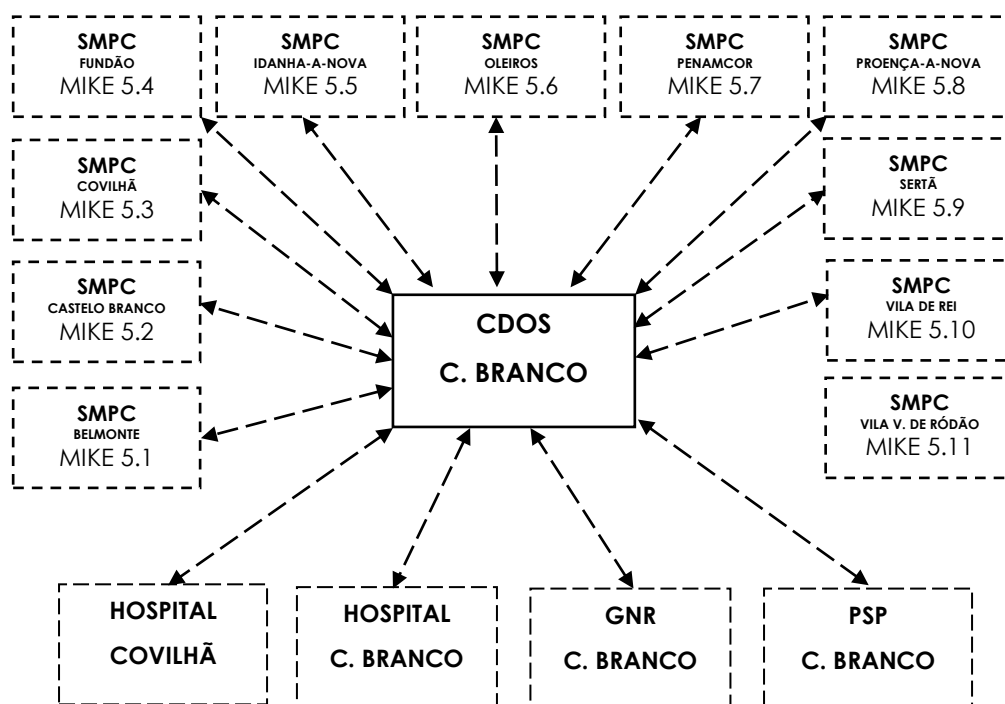 SMPC
FUNDÃO
MIKE 5.4
SMPC
IDANHA-A-NOVA
MIKE 5.5
SMPC
OLEIROS
MIKE 5.6
SMPC
PENAMCOR
MIKE 5.7
SMPC
PROENÇA-A-NOVA
MIKE 5.8
SMPC
COVILHÃ
MIKE 5.3
SMPC
SERTÃ
MIKE 5.9
SMPC
CASTELO BRANCO
MIKE 5.2
CDOS
C. BRANCO
SMPC
VILA DE REI
MIKE 5.10
SMPC
BELMONTE
MIKE 5.1
SMPC
VILA V. DE RÓDÃO
MIKE 5.11
HOSPITAL
COVILHÃ
HOSPITAL
C. BRANCO
GNR
C. BRANCO
PSP
C. BRANCO